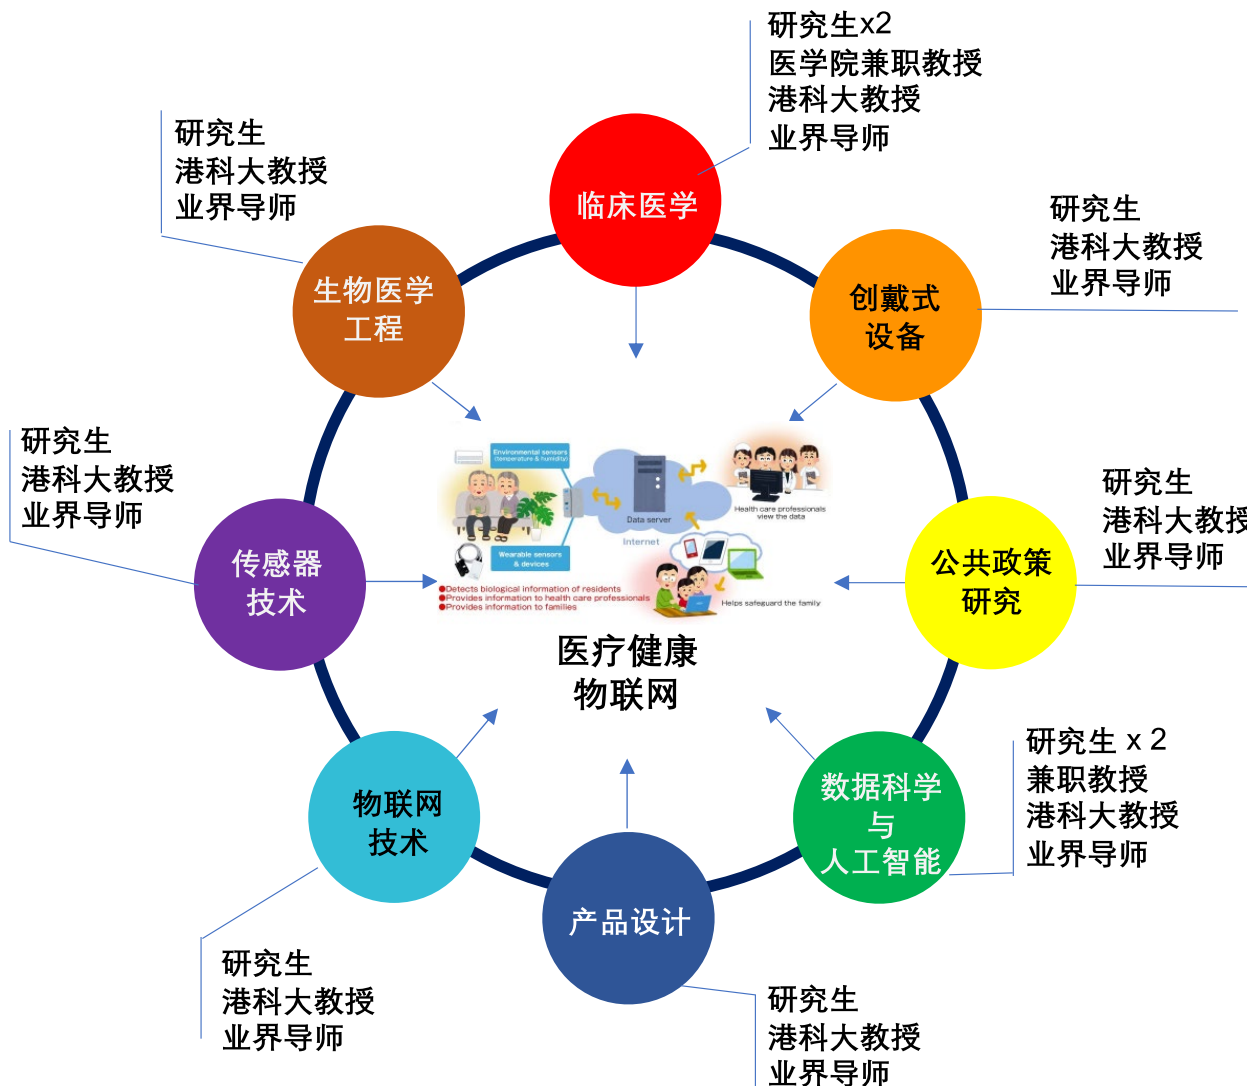 研究生x2
医学院兼职教授
港科大教授
业界导师
临床医学
研究生
港科大教授
业界导师
生物医学
工程
研究生
港科大教授
业界导师
创戴式
设备
研究生
港科大教授
业界导师
传感器
技术
研究生
港科大教授
业界导师
公共政策
研究
Environmental sensors
(temperature & humidity)
Data server
Internet
Health care professionals
view the data
Wearable sensors
& devices
Detects biological information of residents
Provides information to health care professionals
Provides information to families
Helps safeguard the family
医疗健康
物联网
物联网
技术
研究生
港科大教授
业界导师
产品设计
研究生
港科大教授
业界导师
数据科学
与
人工智能
研究生 x 2
兼职教授
港科大教授
业界导师